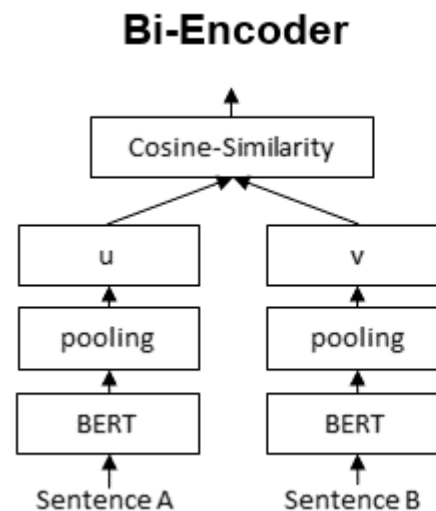 Bi-Encoder
Cosine-Similarity
u v
pooling pooling
BERT BERT
Sentence A Sentence B